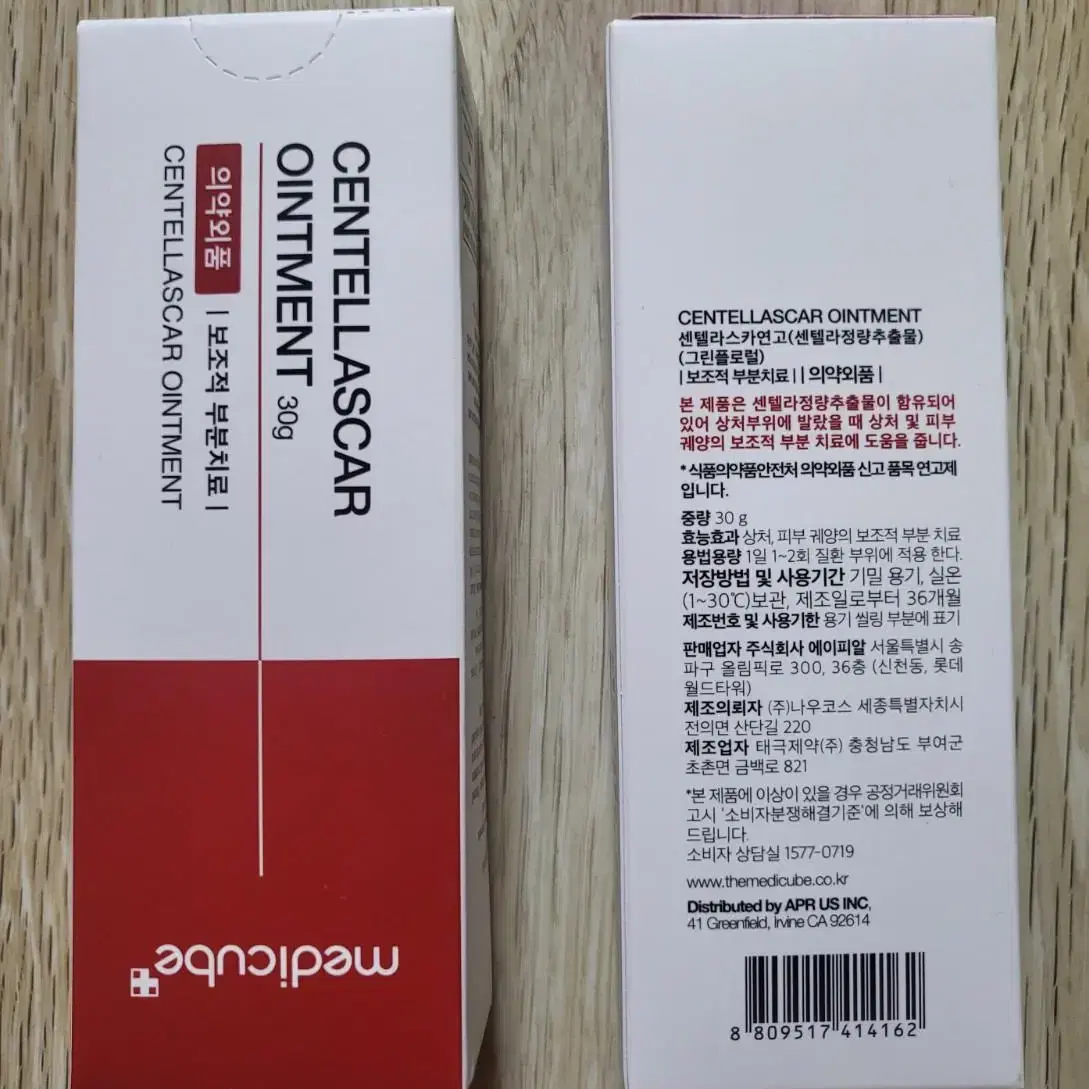 CENTELLASCAR
OINTMENT 30g
의약외품 | 보조적 부분치료 |
CENTELLASCAR OINTMENT
medicube
CENTELLASCAR OINTMENT
센텔라스카연고(센텔라정량추출물)
(그린플로럴)
| 보조적 부분치료 | | 의약외품 |
본 제품은 센텔라정량추출물이 함유되어
있어 상처부위에 발랐을 때 상처 및 피부
궤양의 보조적 부분 치료에 도움을 줍니다.
*식품의약품안전처 의약외품 신고 품목 연고제
입니다.
중량 30 g
효능효과 상처, 피부 궤양의 보조적 부분 치료
용법용량 1일 1~2회 질환 부위에 적용 한다.
저장방법 및 사용기간 기밀 용기, 실온
(1~30℃)보관, 제조일로부터 36개월
제조번호 및 사용기한 용기 씰링 부분에 표기
판매업자 주식회사 에이피알 서울특별시 송
파구 올림픽로 300, 36층 (신천동, 롯데
월드타워)
제조의뢰자 (주)나우코스 세종특별자치시
전의면 산단길 220
제조업자 태극제약(주) 충청남도 부여군
초촌면 금백로 821
*본 제품에 이상이 있을 경우 공정거래위원회
고시 '소비자분쟁해결기준'에 의해 보상해
드립니다.
소비자 상담실 1577-0719
www.themedicube.co.kr
Distributed by APR US INC,
41 Greenfield, Irvine CA 92614
8 809517 414162